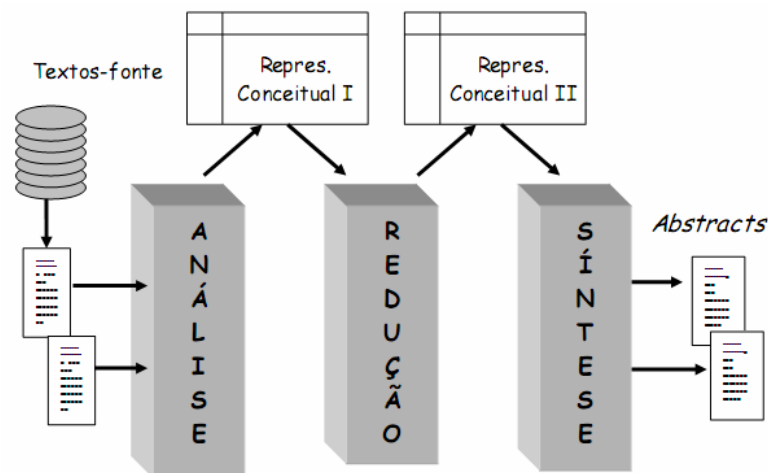 Textos-fonte
Repres.
Conceitual I
Repres.
Conceitual II
ANÁLISE
REDUÇÃO
SÍNTESE
Abstracts